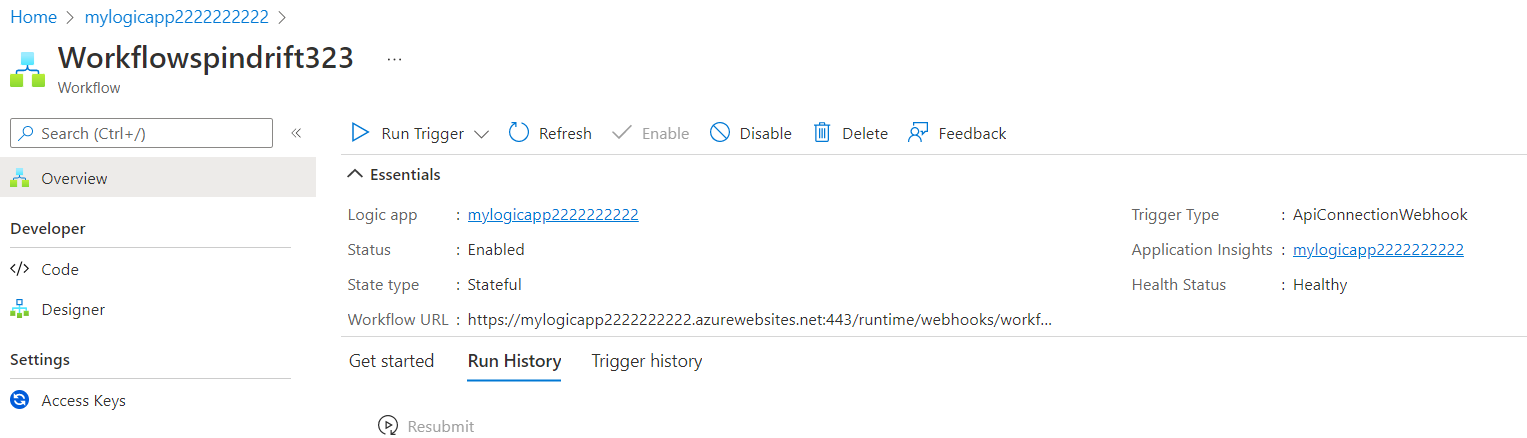 Home > mylogicapp2222222222 >
Workflowspindrift323 ...
Workflow
Search (Ctrl+/) «
Run Trigger Refresh Enable Disable Delete Feedback
Overview
Essentials
Developer
Logic app : mylogicapp2222222222 Trigger Type : ApiConnectionWebhook
Status : Enabled Application Insights : mylogicapp2222222222
</> Code
State type : Stateful Health Status : Healthy
Designer
Workflow URL : https://mylogicapp2222222222.azurewebsites.net:443/runtime/webhooks/workf...
Settings
Get started Run History Trigger history
Access Keys
Resubmit